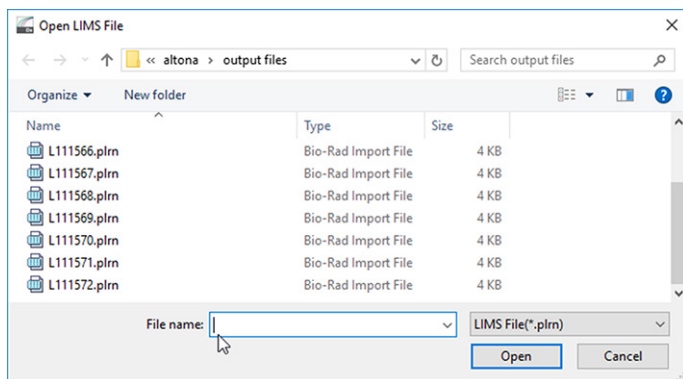 Open LIMS File
« altona > output files
Search output files
Organize
New folder
Name Type Size
L111566.plrn Bio-Rad Import File 4 KB
L111567.plrn Bio-Rad Import File 4 KB
L111568.plrn Bio-Rad Import File 4 KB
L111569.plrn Bio-Rad Import File 4 KB
L111570.plrn Bio-Rad Import File 4 KB
L111571.plrn Bio-Rad Import File 4 KB
L111572.plrn Bio-Rad Import File 4 KB
File name:
LIMS File(*.plrn)
Open Cancel